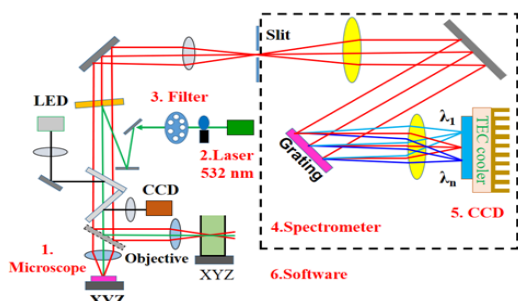 Slit
LED
3. Filter
2.Laser
532 nm
Grating
λ1
λn
TEC
cooler
CCD
5. CCD
4.Spectrometer
1.
Microscope
Objective
XYZ
XYZ
6.Software